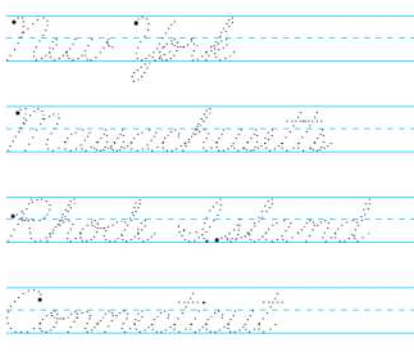 New York
Massachusetts
Rhode Island
Connecticut